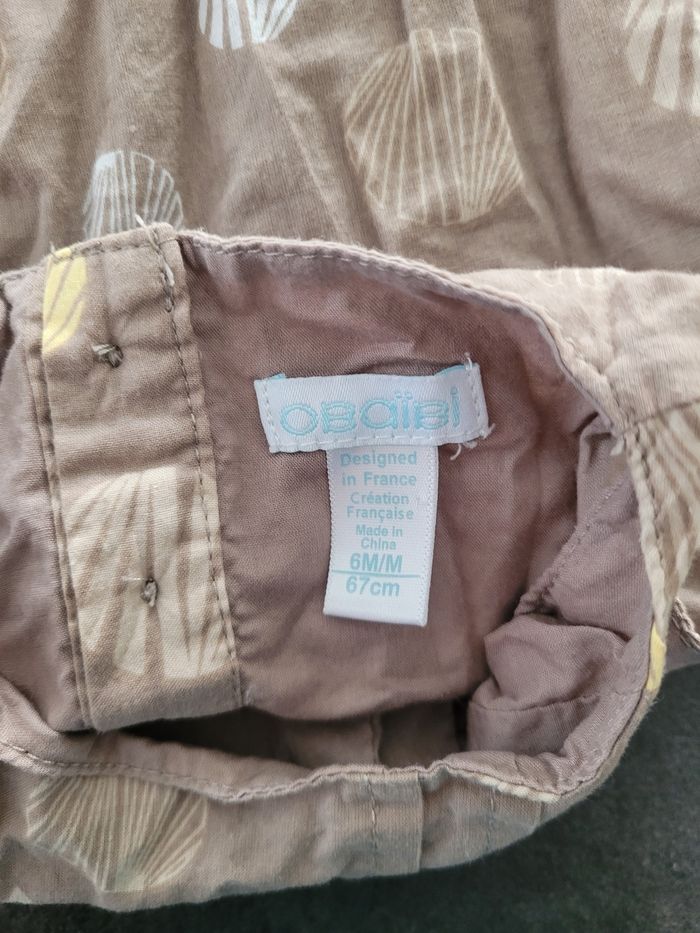 OBAÏBI
Designed
in France
Création
Française
Made in
China
6M/M
67cm